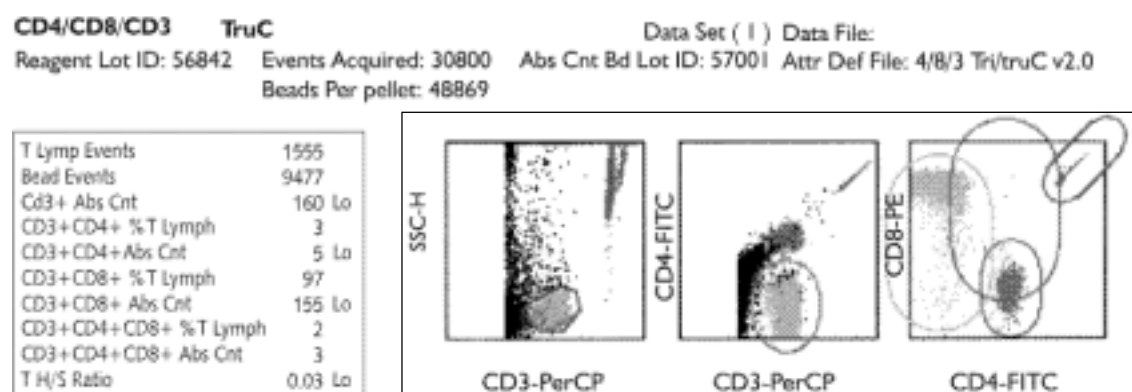 CD4/CD8/CD3 TruC Data Set ( 1 ) Data File:
Reagent Lot ID: 56842 Events Acquired: 30800 Abs Cnt Bd Lot ID: 57001 Attr Def File: 4/8/3 Tri/truC v2.0
Beads Per pellet: 48869
T Lymp Events 1555
Bead Events 9477
Cd3+ Abs Cnt 160 Lo
CD3+CD4+ %T Lymph 3
CD3+CD4+Abs Cnt 5 Lo
CD3+CD8+ %T Lymph 97
CD3+CD8+ Abs Cnt 155 Lo
CD3+CD4+CD8+ %T Lymph 2
CD3+CD4+CD8+ Abs Cnt 3
T H/S Ratio 0.03 Lo
SSC-H
CD3-PerCP
CD4-FITC
CD3-PerCP
CD8-PE
CD4-FITC